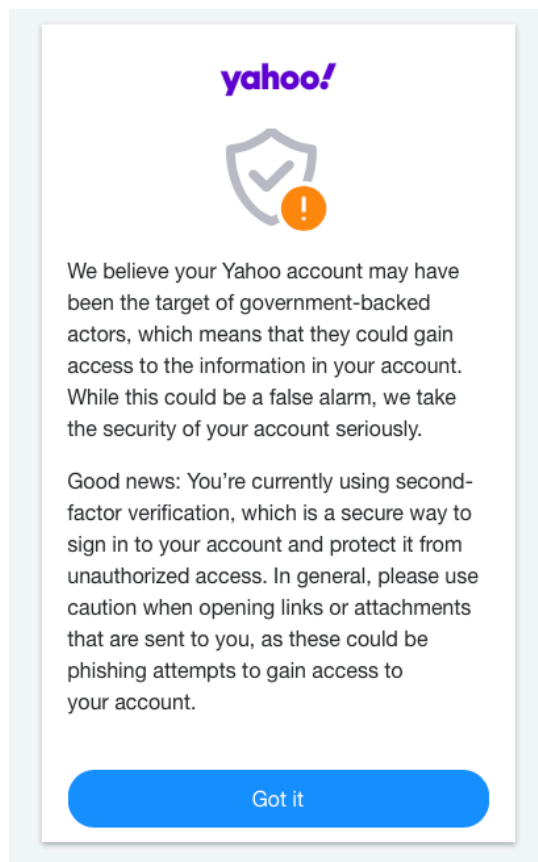 yahoo!
!
We believe your Yahoo account may have
been the target of government-backed
actors, which means that they could gain
access to the information in your account.
While this could be a false alarm, we take
the security of your account seriously.
Good news: You’re currently using second-
factor verification, which is a secure way to
sign in to your account and protect it from
unauthorized access. In general, please use
caution when opening links or attachments
that are sent to you, as these could be
phishing attempts to gain access to
your account.
Got it